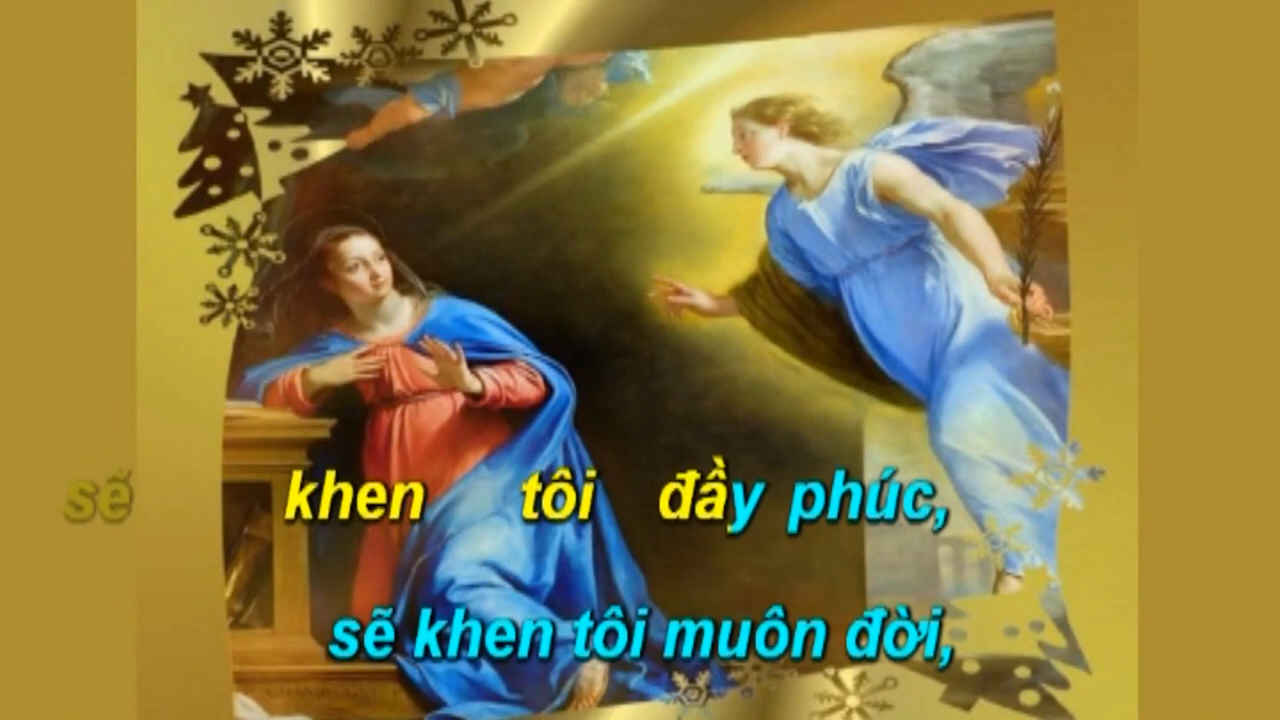 sẽ khen tôi đầy phúc,
sẽ khen tôi muôn đời,